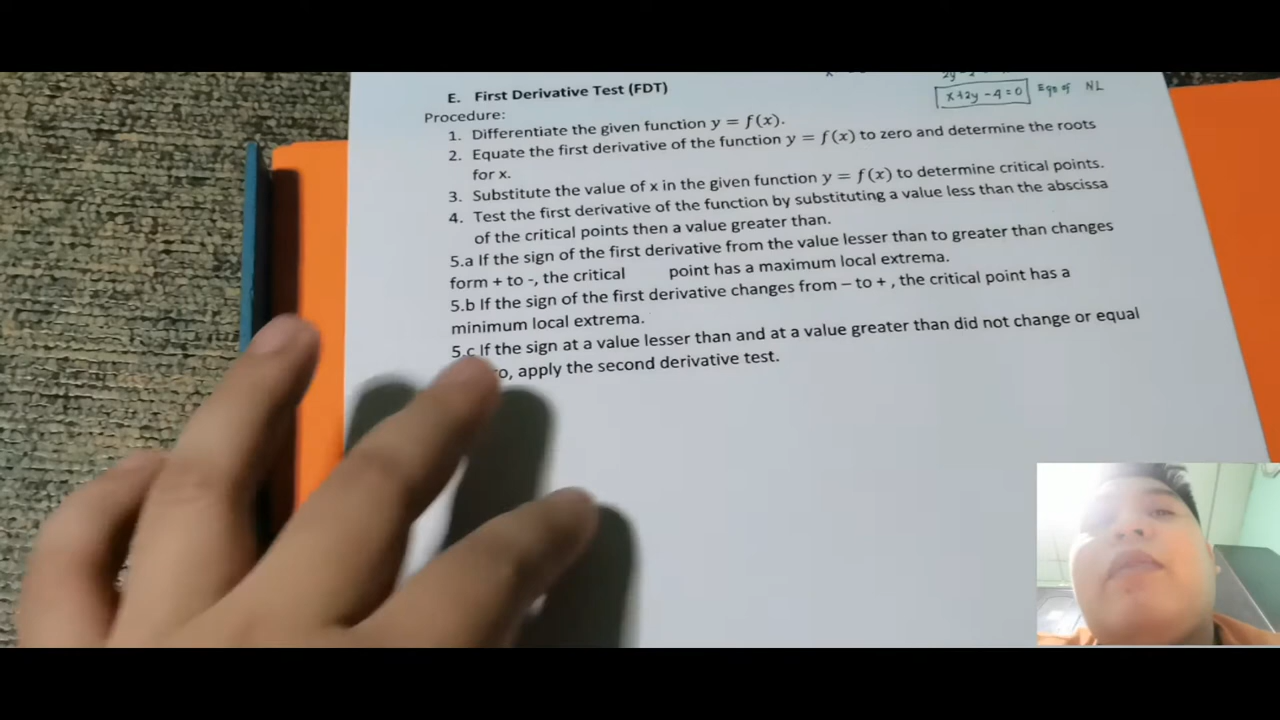 x+2y-4=0 Eqn of NL
E. First Derivative Test (FDT)
Procedure:
1. Differentiate the given function y = f(x).
2. Equate the first derivative of the function y = f(x) to zero and determine the roots
for x.
3. Substitute the value of x in the given function y = f(x) to determine critical points.
4. Test the first derivative of the function by substituting a value less than the abscissa
of the critical points then a value greater than.
5.a If the sign of the first derivative from the value lesser than to greater than changes
form + to -, the critical point has a maximum local extrema.
5.b If the sign of the first derivative changes from – to + , the critical point has a
minimum local extrema.
5.c If the sign at a value lesser than and at a value greater than did not change or equal
apply the second derivative test.